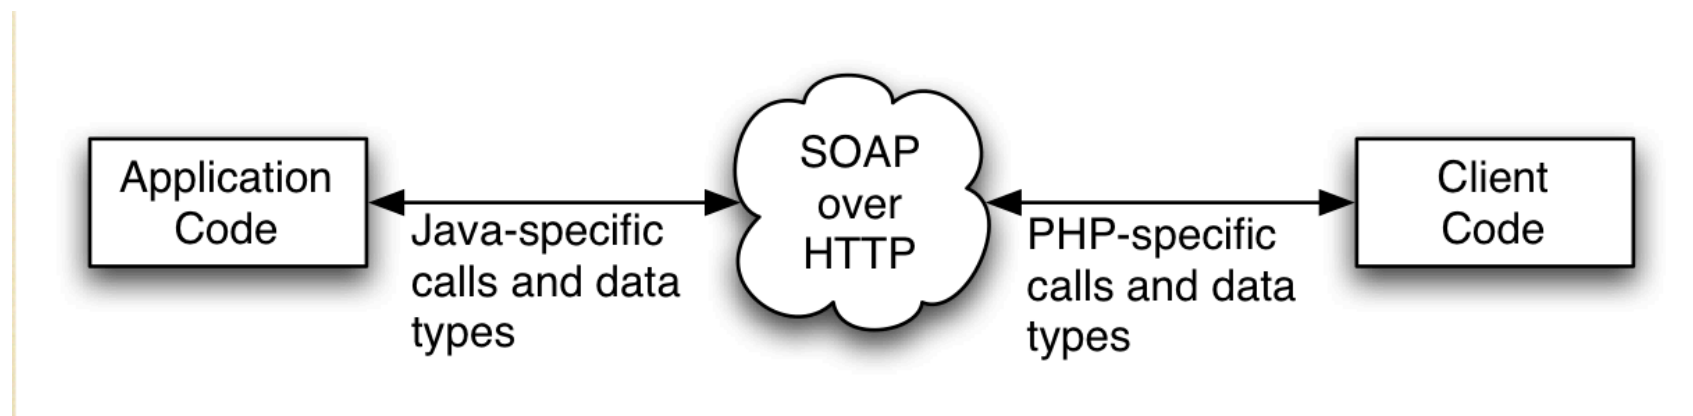 Application
Code
Java-specific
calls and data
types
SOAP
over
HTTP
PHP-specific
calls and data
types
Client
Code